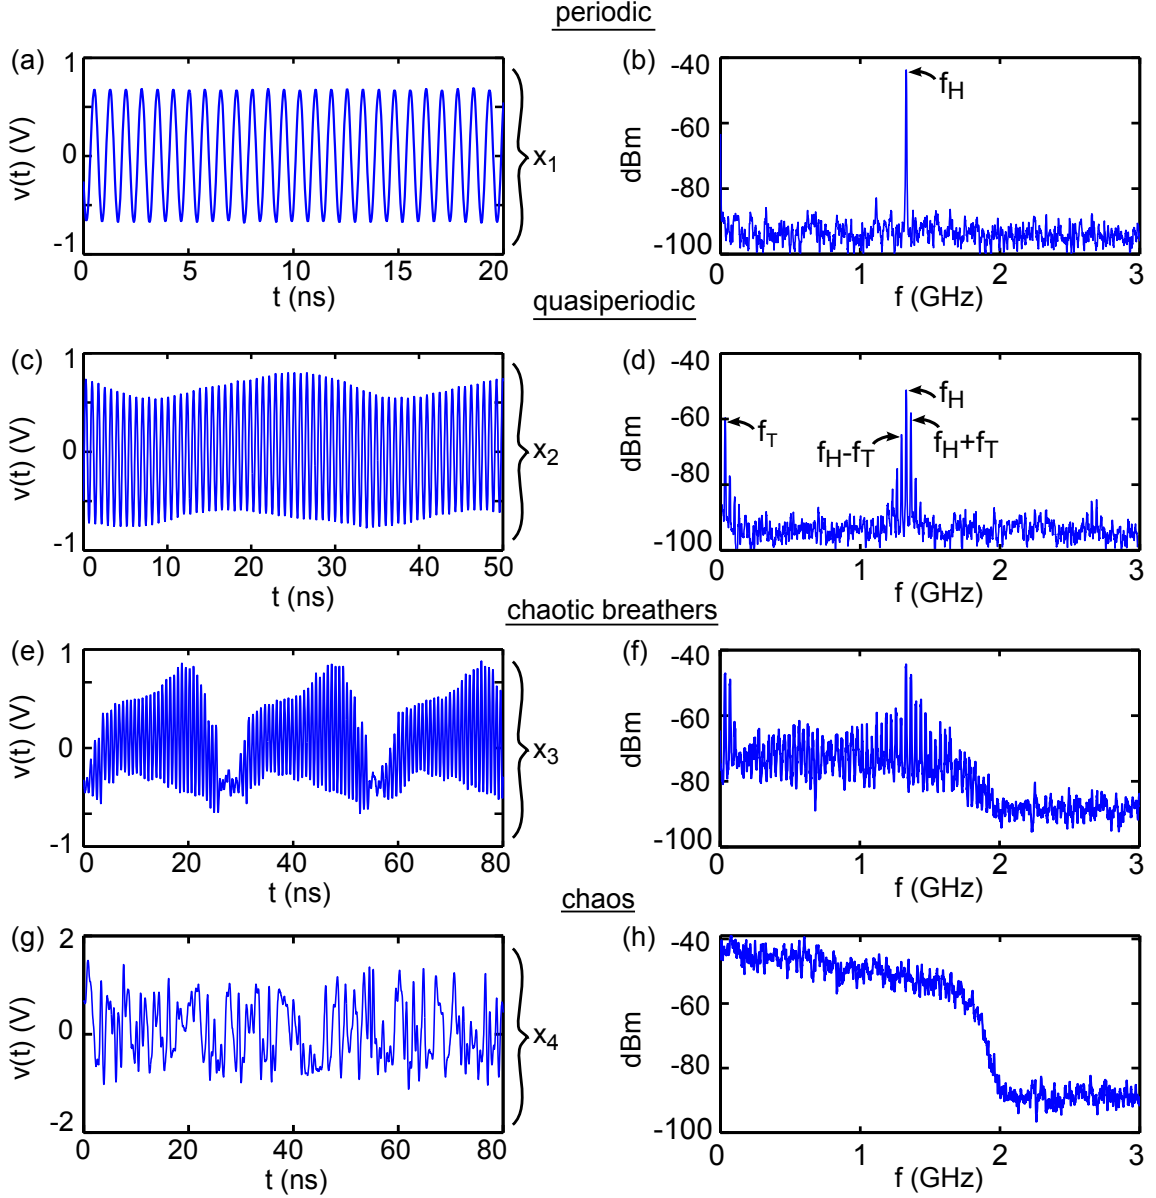 periodic
(a)
1
0
-1
v(t) (V)
0 5 10 15 20
t (ns)
x1
(b)
-40
-60
-80
-100
dBm
fH
0 1 2 3
f (GHz)
quasiperiodic
(c)
1
0
-1
v(t) (V)
0 10 20 30 40 50
t (ns)
x2
(d)
-40
-60
-80
-100
dBm
fT
fH-fT
fH
fH+fT
0 1 2 3
f (GHz)
chaotic breathers
(e)
1
0
-1
v(t) (V)
0 20 40 60 80
t (ns)
x3
(f)
-40
-60
-80
-100
dBm
0 1 2 3
f (GHz)
chaos
(g)
2
0
-2
v(t) (V)
0 20 40 60 80
t (ns)
x4
(h)
-40
-60
-80
-100
dBm
0 1 2 3
f (GHz)